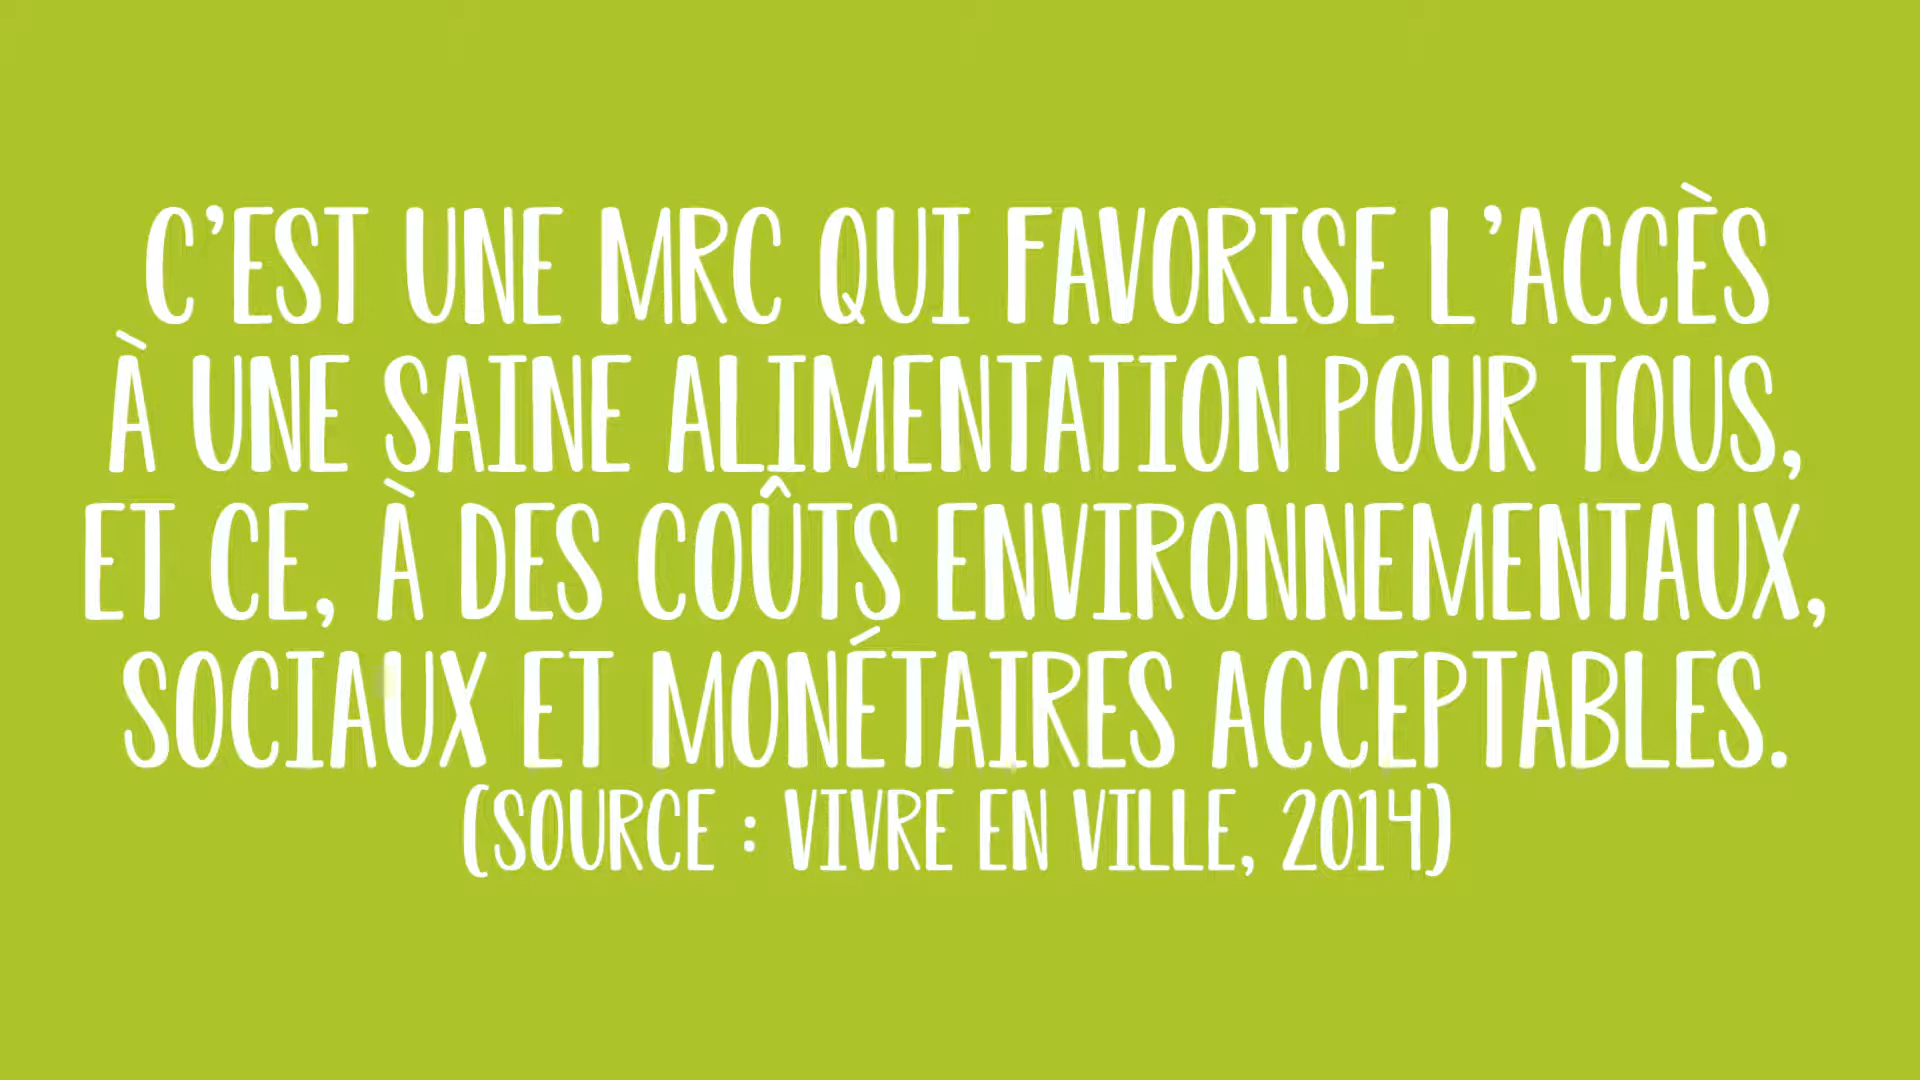 C'EST UNE MRC QUI FAVORISE L'ACCÈS
À UNE SAINE ALIMENTATION POUR TOUS,
ET CE, À DES COÛTS ENVIRONNEMENTAUX,
SOCIAUX ET MONÉTAIRES ACCEPTABLES.
(SOURCE : VIVRE EN VILLE, 2014)